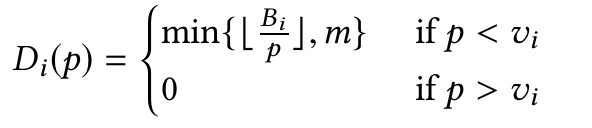 D_i(p) = { min{⌊B_i/p⌋, m} if p < v_i
0 if p > v_i